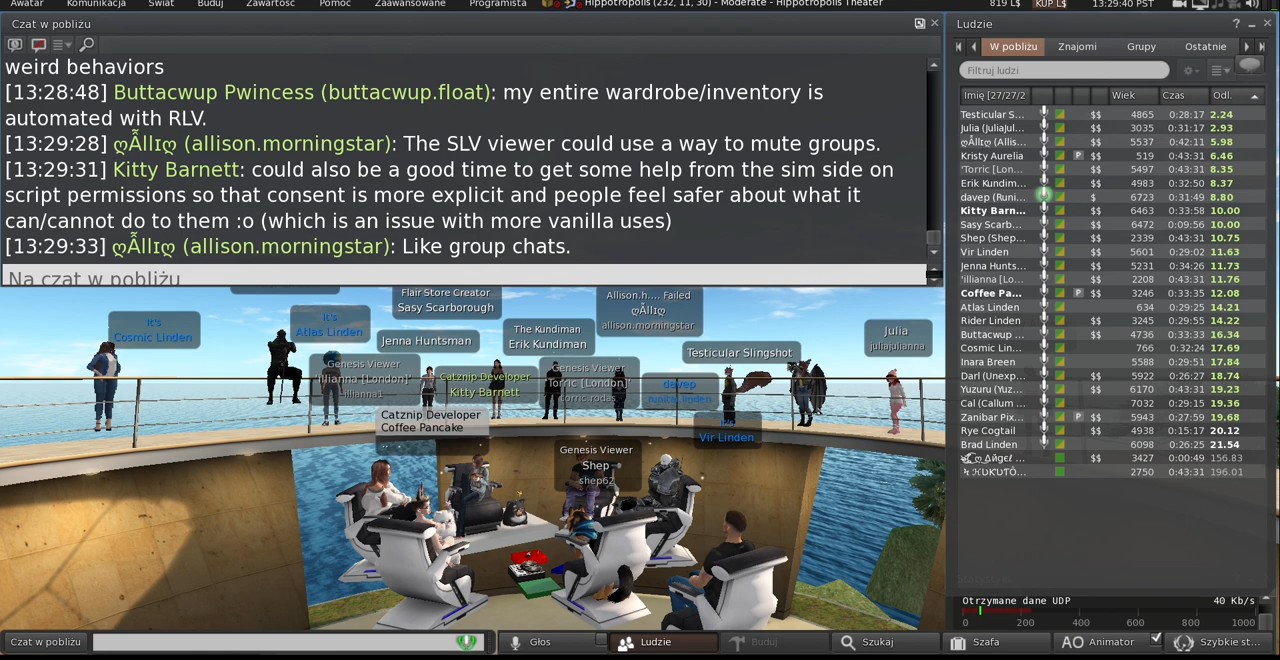 Awatar Komunikacja Świat Buduj Zawartość Pomoc Zaawansowane Programista Hippotropolis (232, 11, 30) - Moderate - Hippotropolis Theater 819 L$ KUP L$ 13:29:40 PST
Czat w pobliżu
weird behaviors
[13:28:48] Buttacwup Pwincess (buttacwup.float): my entire wardrobe/inventory is
automated with RLV.
[13:29:28] ღÅllɪღ (allison.morningstar): The SLV viewer could use a way to mute groups.
[13:29:31] Kitty Barnett: could also be a good time to get some help from the sim side on
script permissions so that consent is more explicit and people feel safer about what it
can/cannot do to them :o (which is an issue with more vanilla uses)
[13:29:33] ღÅllɪღ (allison.morningstar): Like group chats.
Na czat w pobliżu
It's
Cosmic Linden
It's
Atlas Linden
Flair Store Creator
Sasy Scarborough
Allison.h.... Failed
ღÅllɪღ
allison.morningstar
Jenna Huntsman
The Kundiman
Erik Kundiman
Julia
juliajulianna
Testicular Slingshot
Genesis Viewer
'illianna [London]'
illianna1
Catznip Developer
Kitty Barnett
Genesis Viewer
Torric [London]'
torric.rodas
davep
runitai.linden
Catznip Developer
Coffee Pancake
It's
Vir Linden
Genesis Viewer
Shep
shep62
Ludzie
W pobliżu Znajomi Grupy Ostatnie
Filtruj ludzi
Imię [27/27/2 Wiek Czas Odl.
Testicular S... $$ 4865 0:28:17 2.24
Julia (JuliaJul... $$ 3035 0:31:17 2.93
ღÅllɪღ (Allis... $$ 5537 0:42:11 5.98
Kristy Aurelia P $$ 519 0:43:31 6.46
'Torric [Lon... $$ 5497 0:43:31 8.35
Erik Kundim... $$ 4983 0:32:50 8.37
davep (Runi... $ 6723 0:31:49 8.80
Kitty Barn... $$ 6463 0:33:58 10.00
Sasy Scarb... $$ 6472 0:09:56 10.00
Shep (Shep... $$ 2339 0:43:31 10.75
Vir Linden $$ 5601 0:29:02 11.63
Jenna Hunts... $$ 5231 0:34:26 11.73
'illianna [Lo... $$ 2208 0:43:31 11.76
Coffee Pa... P $$ 3246 0:33:35 12.08
Atlas Linden 634 0:29:25 14.21
Rider Linden $$ 3245 0:29:55 14.22
Buttacwup ... $$ 4736 0:33:33 16.34
Cosmic Lin... 766 0:32:24 17.69
Inara Breen 5588 0:29:51 17.84
Darl (Unexp... $$ 5922 0:26:27 18.74
Yuzuru (Yuz... $$ 6170 0:43:31 19.23
Cal (Callum ... 7032 0:29:15 19.36
Zanibar Pix... P $$ 5943 0:27:59 19.68
Rye Cogtail $$ 4938 0:15:17 20.12
Brad Linden 6098 0:26:25 21.54
$$ 3427 0:00:49 156.83
2750 0:43:31 196.01
Otrzymane dane UDP 40 Kb/s
0 200 400 600 800 1000
Czat w pobliżu Głos Ludzie Buduj Szukaj Szafa AO Animator Szybkie st...